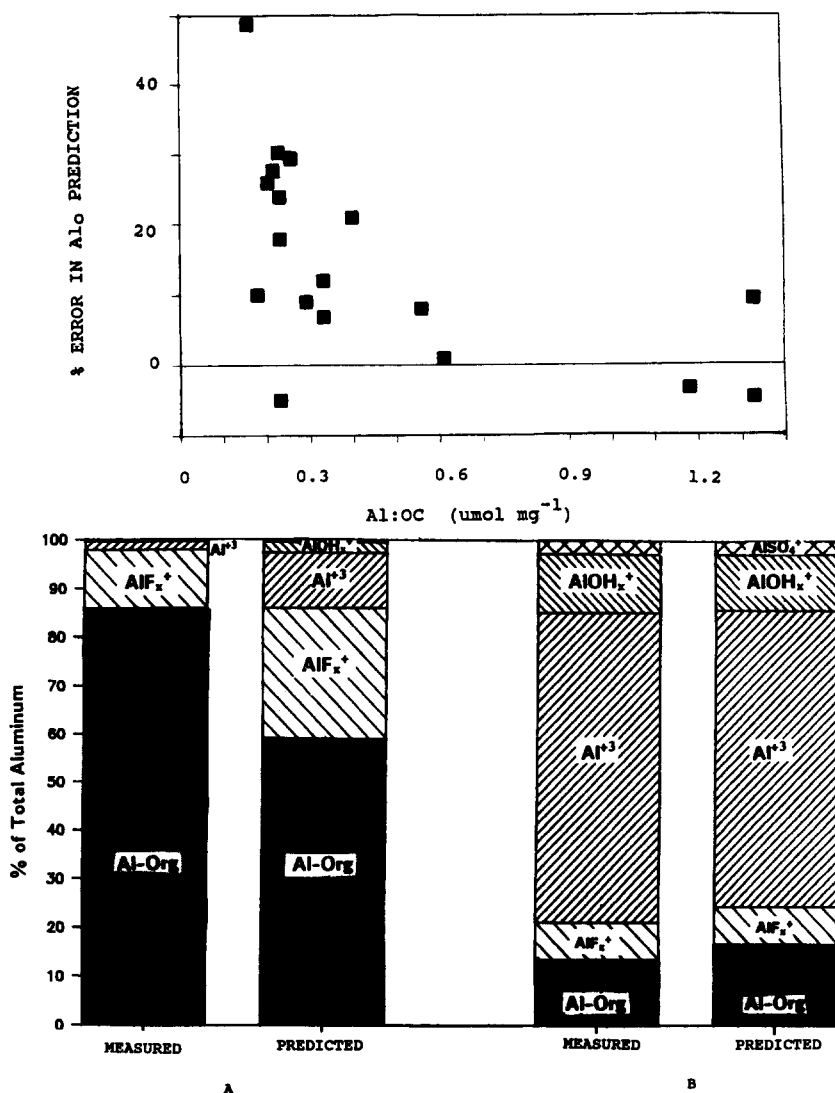 % ERROR IN Alo PREDICTION
40
20
0
0 0.3 0.6 0.9 1.2
Al:OC (umol mg⁻¹)
% of Total Aluminum
100
90
80
70
60
50
40
30
20
10
0
Al⁺³
AlFₓ⁺
Al-Org
AlOHₓ⁺
Al⁺³
AlFₓ⁺
Al-Org
AlOHₓ⁺
Al⁺³
AlFₓ⁺
Al-Org
AlSO₄⁺
AlOHₓ⁺
Al⁺³
AlFₓ⁺
Al-Org
MEASURED PREDICTED MEASURED PREDICTED
A B